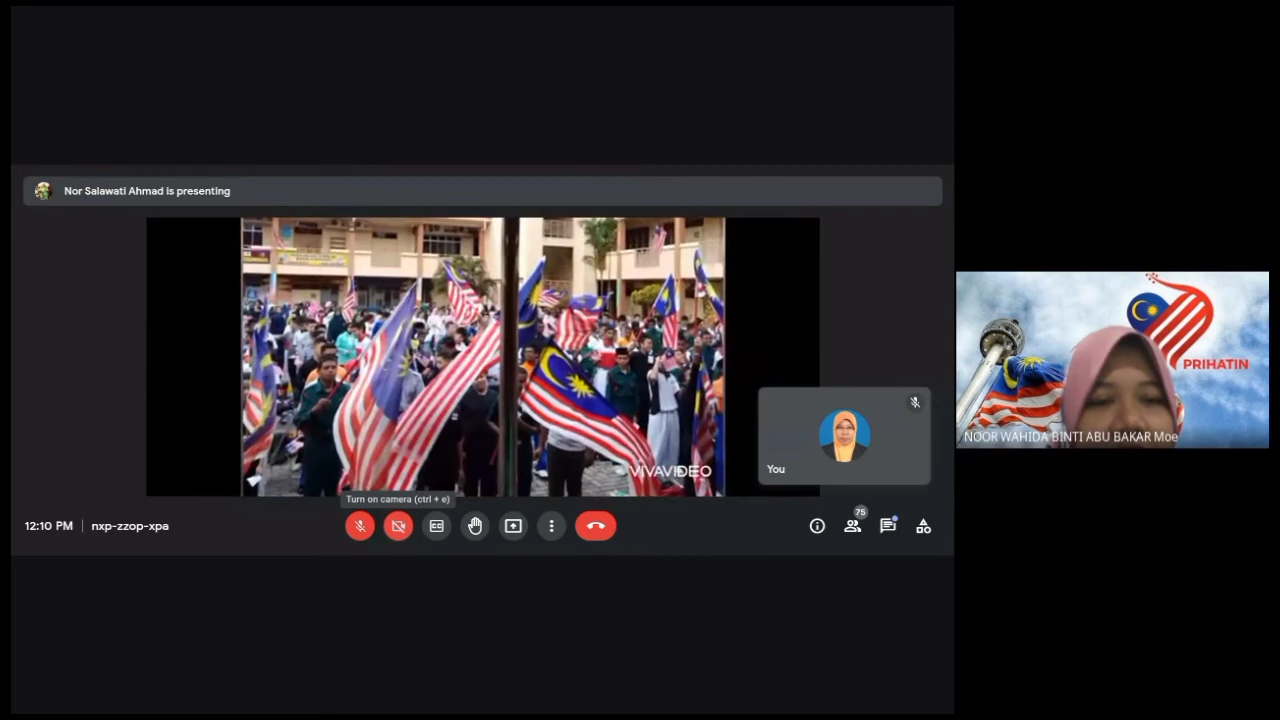 Nor Salawati Ahmad is presenting
VIVAVIDEO
You
PRIHATIN
NOOR WAHIDA BINTI ABU BAKAR Moe
Turn on camera (ctrl + e)
12:10 PM
nxp-zzop-xpa
CC
75